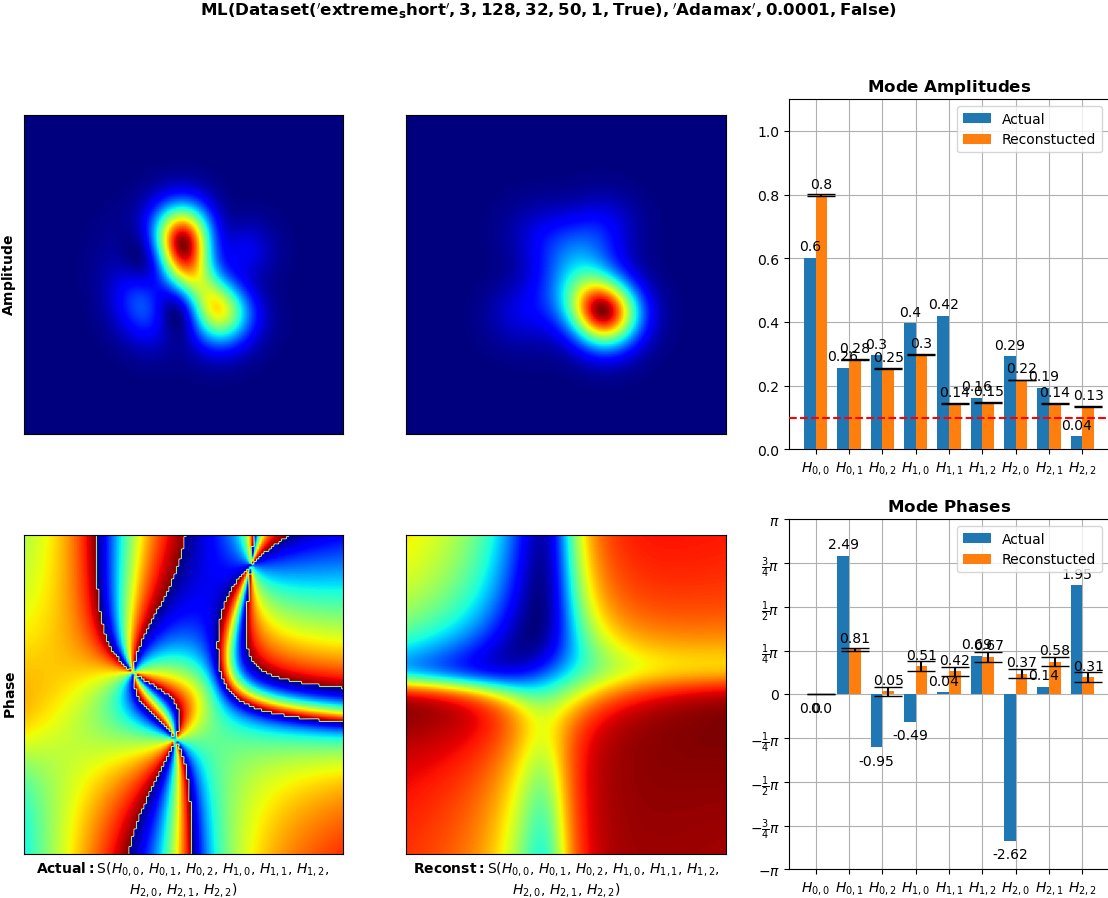 ML(Dataset('extreme_short', 3, 128, 32, 50, 1, True), 'Adamax', 0.0001, False)
Amplitude
Mode Amplitudes
Actual
Reconstucted
1.0
0.8
0.6
0.4
0.2
0.0
0.6
0.8
0.26
0.28
0.3
0.25
0.4
0.3
0.42
0.14
0.16
0.15
0.29
0.22
0.19
0.14
0.04
0.13
H0,0 H0,1 H0,2 H1,0 H1,1 H1,2 H2,0 H2,1 H2,2
Phase
Mode Phases
Actual
Reconstucted
π
3/4π
1/2π
1/4π
0
−1/4π
−1/2π
−3/4π
−π
0.0
0.0
2.49
0.81
-0.95
0.05
-0.49
0.51
0.04
0.42
0.69
0.67
-2.62
0.37
0.14
0.58
1.95
0.31
H0,0 H0,1 H0,2 H1,0 H1,1 H1,2 H2,0 H2,1 H2,2
Actual: S(H0,0, H0,1, H0,2, H1,0, H1,1, H1,2,
H2,0, H2,1, H2,2)
Reconst: S(H0,0, H0,1, H0,2, H1,0, H1,1, H1,2,
H2,0, H2,1, H2,2)